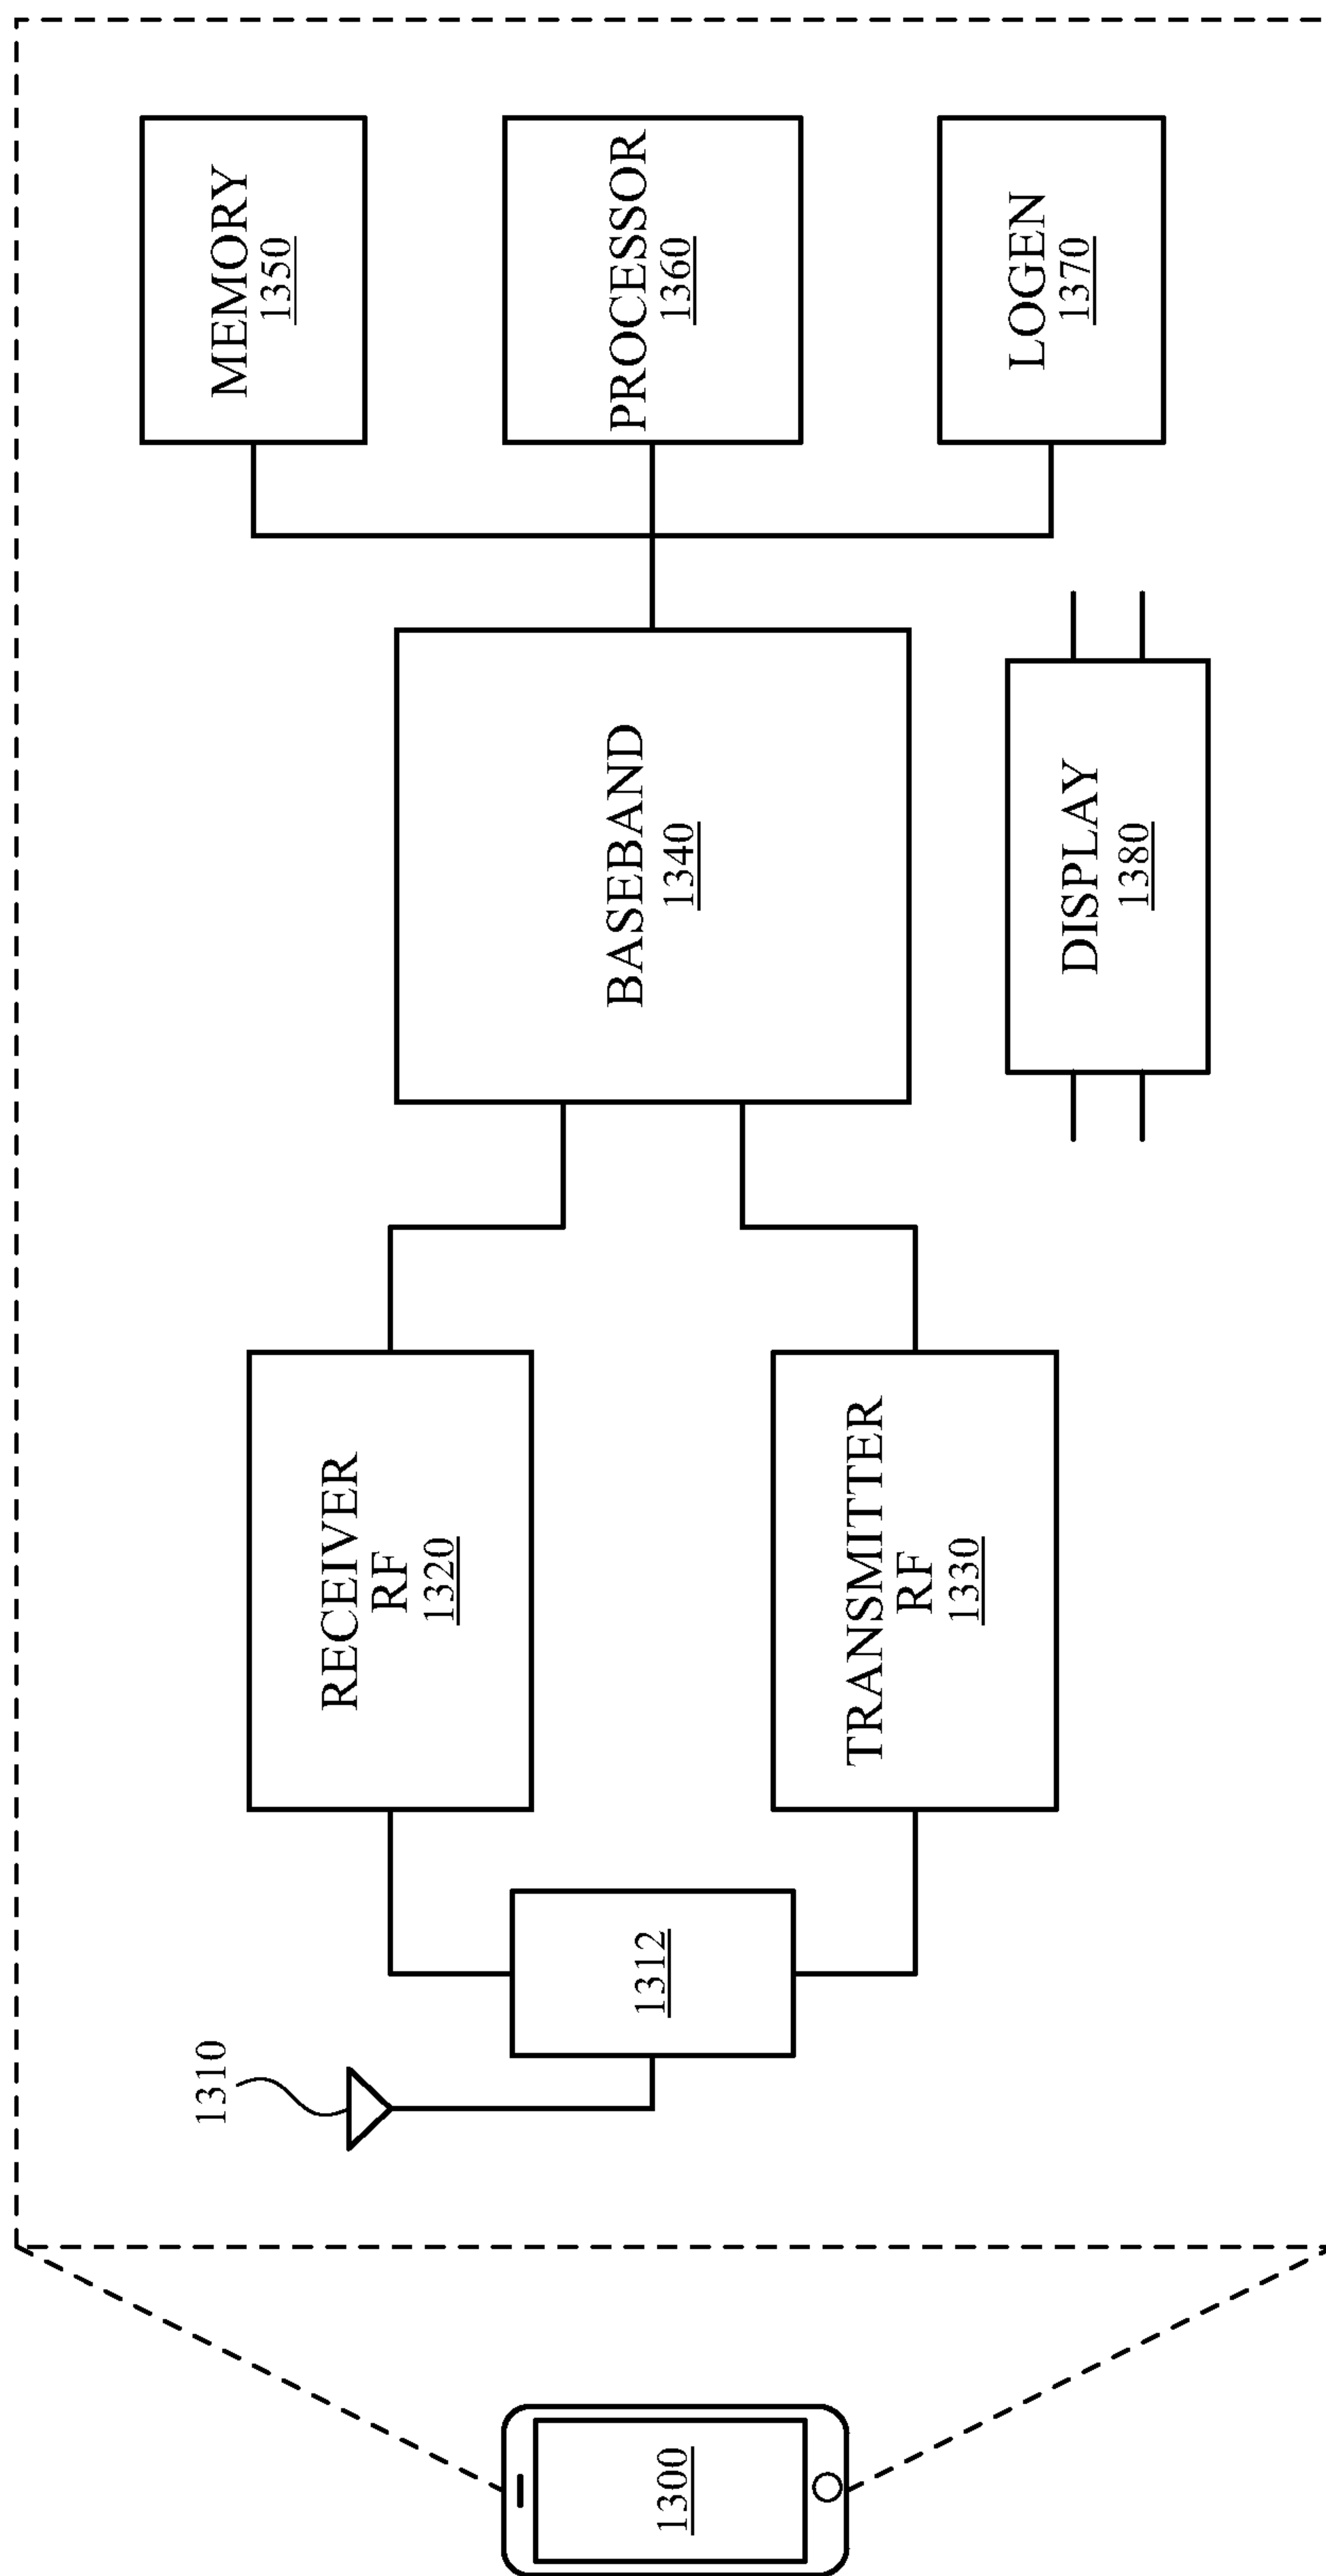 1300
1310
1312
RECEIVER
RF
1320
TRANSMITTER
RF
1330
BASEBAND
1340
DISPLAY
1380
MEMORY
1350
PROCESSOR
1360
LOGEN
1370